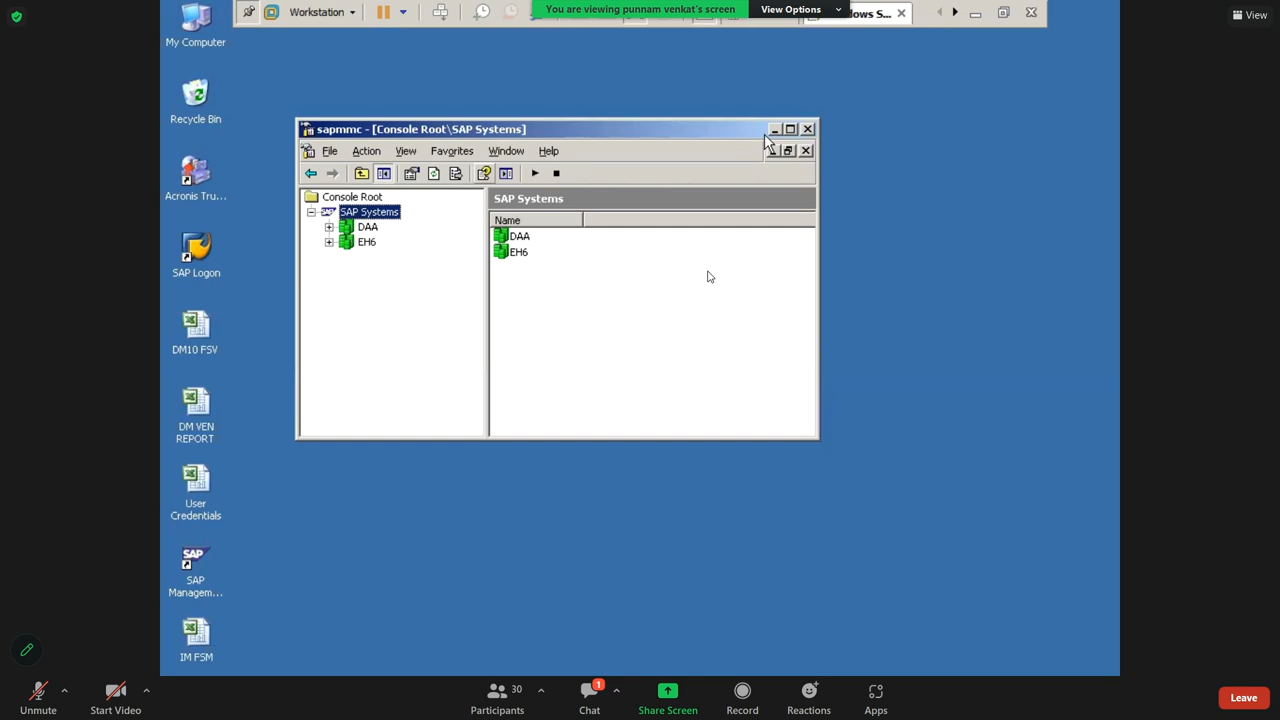 My Computer
Workstation
You are viewing punnam venkat's screen
View Options
dows S...
View
Recycle Bin
sapmmc - [Console Root\SAP Systems]
File Action View Favorites Window Help
Acronis Tru...
Console Root
SAP Systems
SAP
SAP Systems
DAA
EH6
Name
DAA
EH6
SAP Logon
DM10 FSV
DM VEN
REPORT
User
Credentials
SAP
SAP
Managem...
IM FSM
Unmute
Start Video
Participants
30
Chat
1
Share Screen
Record
Reactions
Apps
Leave